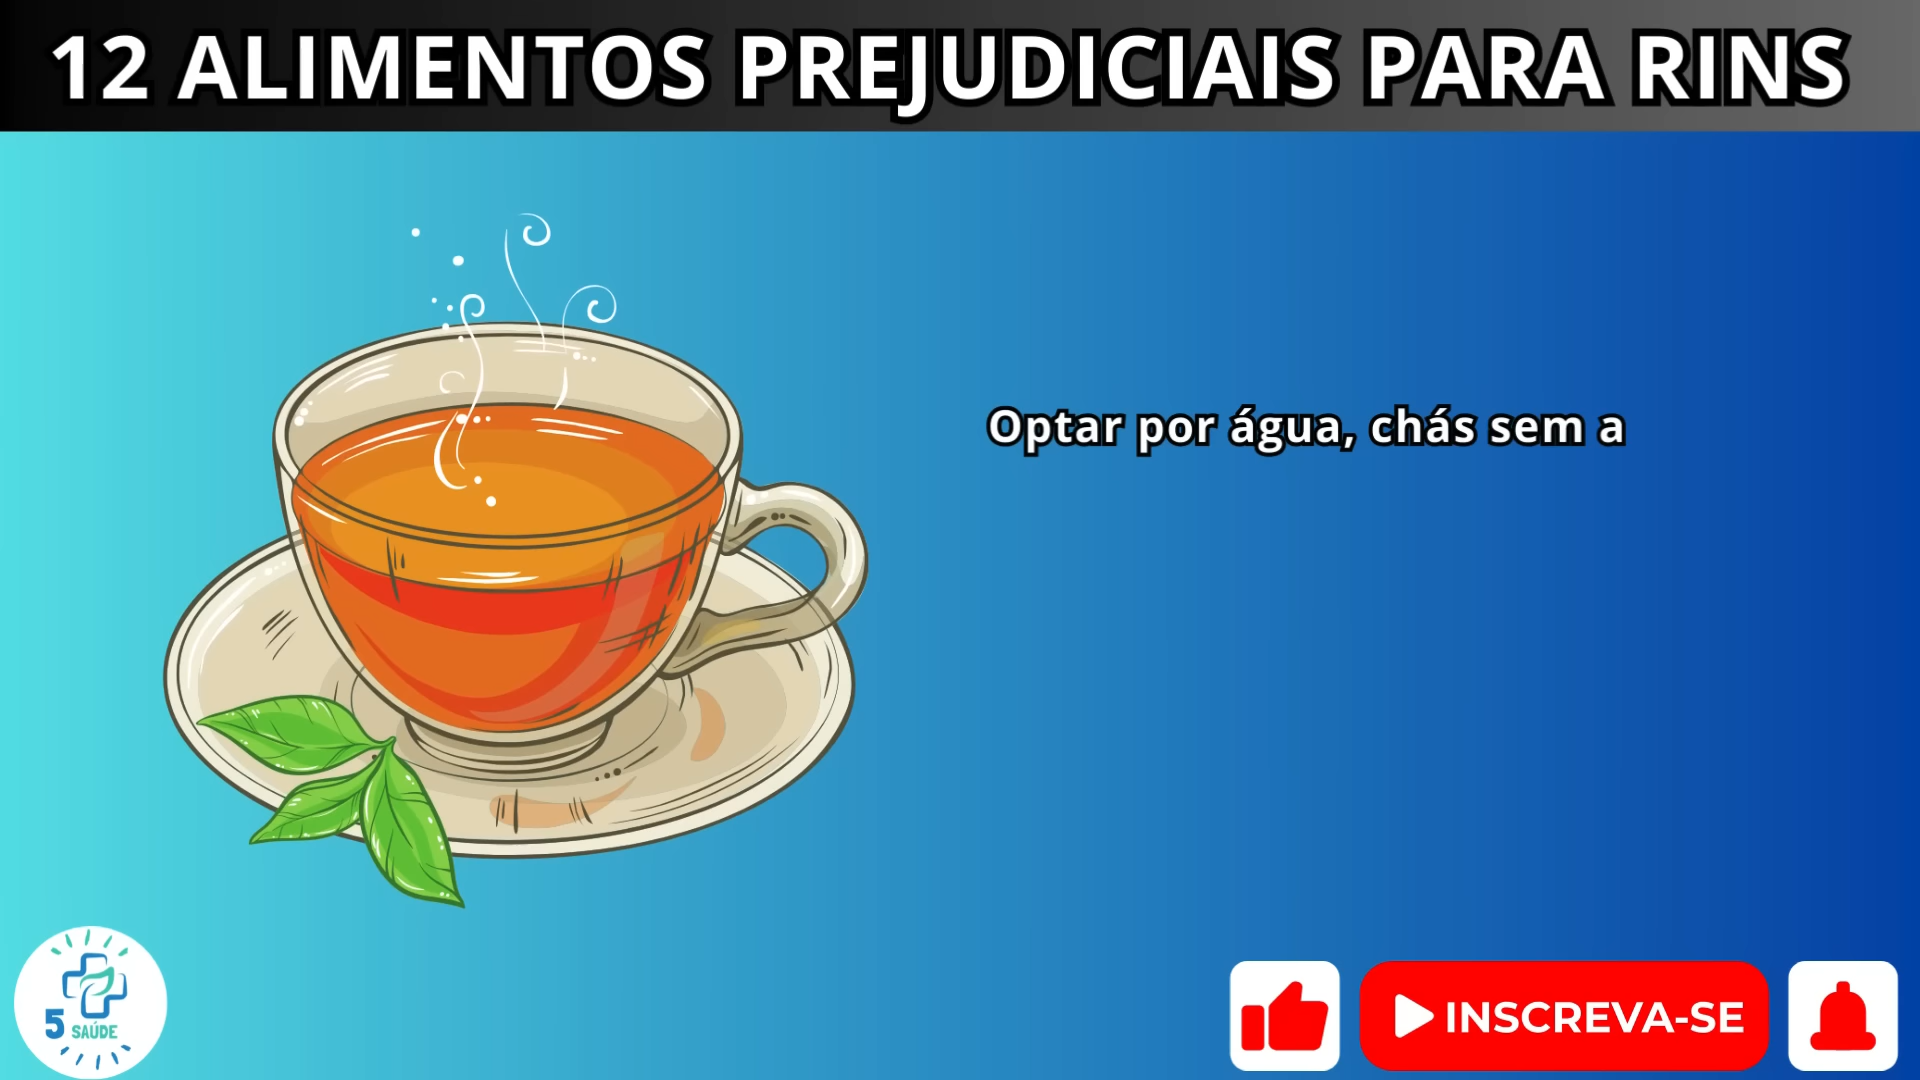 12 ALIMENTOS PREJUDICIAIS PARA RINS
Optar por água, chás sem a
5 SAÚDE
INSCREVA-SE